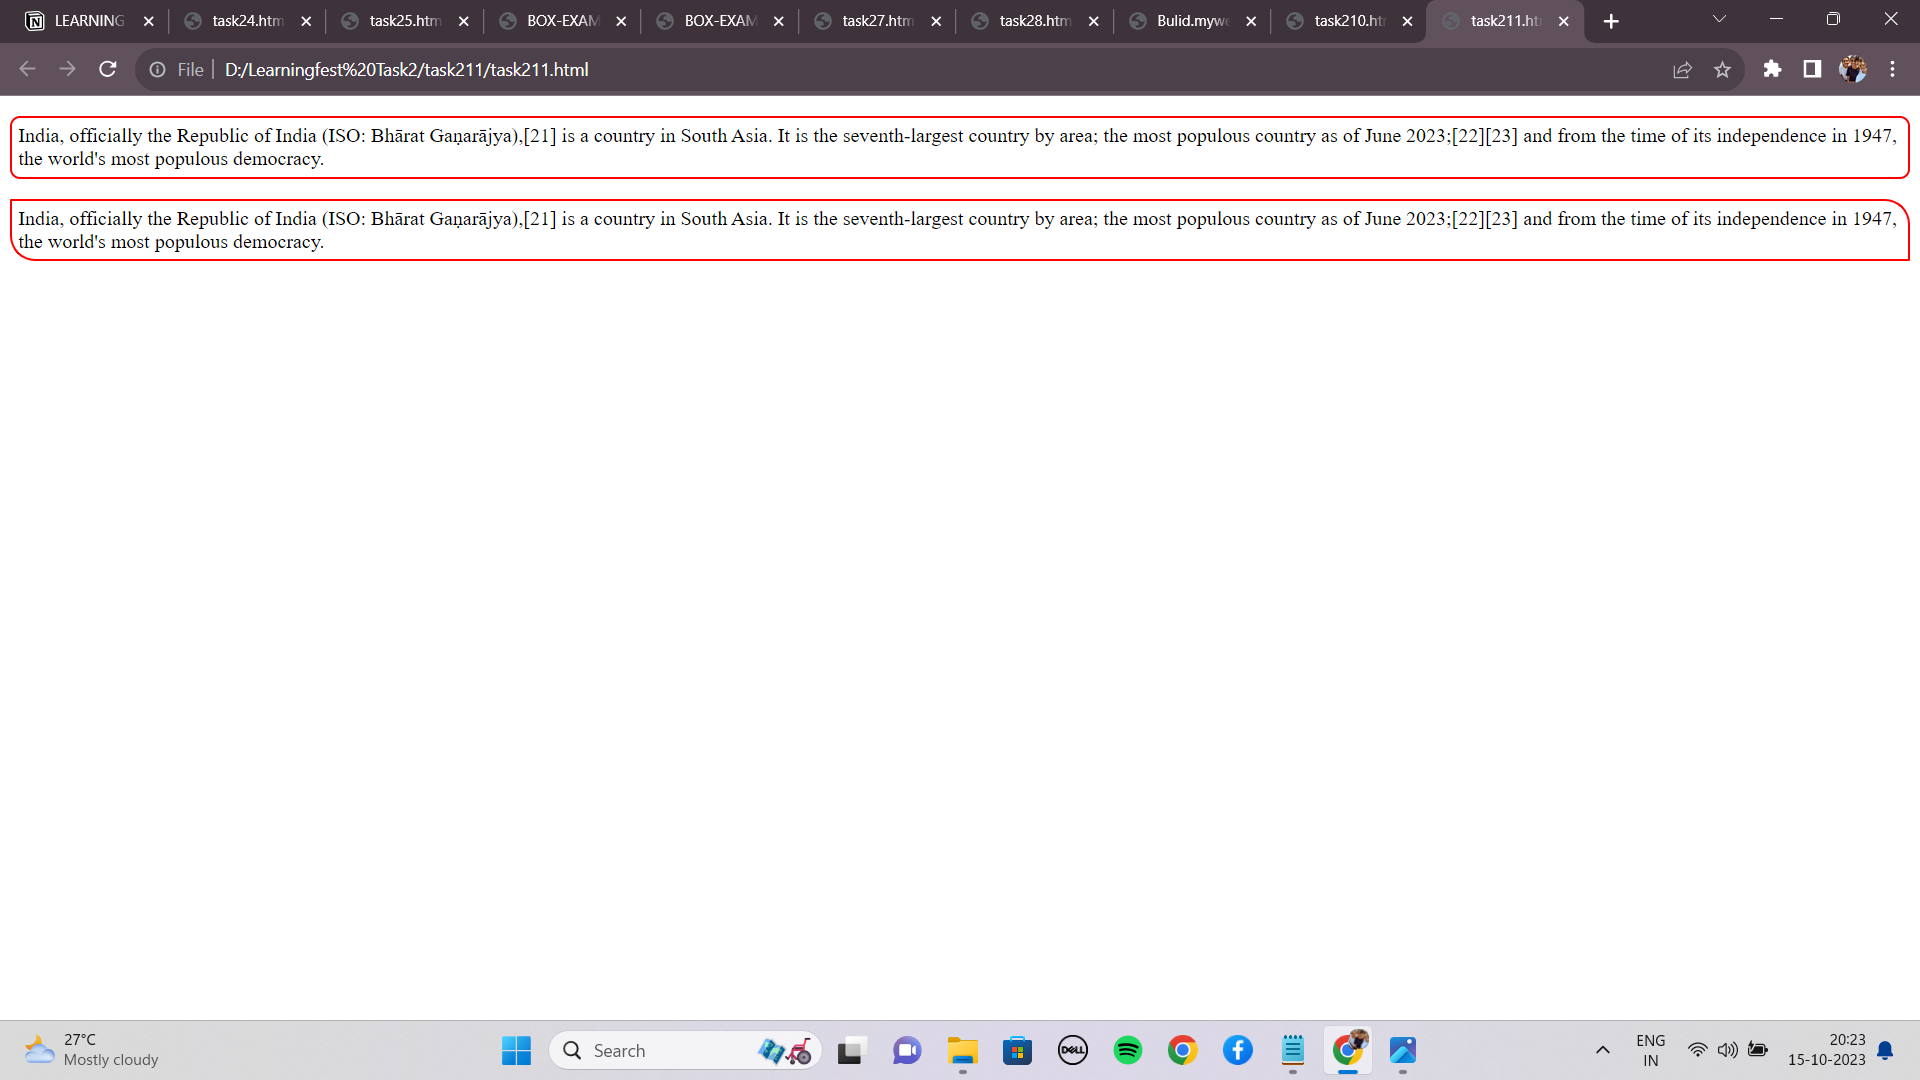 LEARNING
task24.htm
task25.htm
BOX-EXAM
BOX-EXAM
task27.htm
task28.htm
Bulid.mywe
task210.ht
task211.ht
File
D:/Learningfest%20Task2/task211/task211.html
India, officially the Republic of India (ISO: Bhārat Gaṇarājya),[21] is a country in South Asia. It is the seventh-largest country by area; the most populous country as of June 2023;[22][23] and from the time of its independence in 1947,
the world's most populous democracy.
India, officially the Republic of India (ISO: Bhārat Gaṇarājya),[21] is a country in South Asia. It is the seventh-largest country by area; the most populous country as of June 2023;[22][23] and from the time of its independence in 1947,
the world's most populous democracy.
27°C
Mostly cloudy
Search
DELL
ENG
IN
20:23
15-10-2023